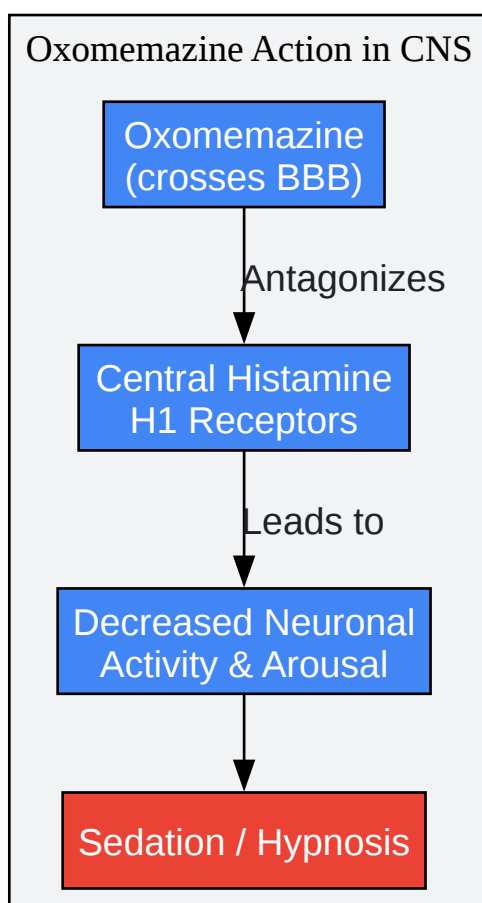 Oxomemazine Action in CNS
Oxomemazine
(crosses BBB)
Antagonizes
Central Histamine
H1 Receptors
Leads to
Decreased Neuronal
Activity & Arousal
Sedation / Hypnosis